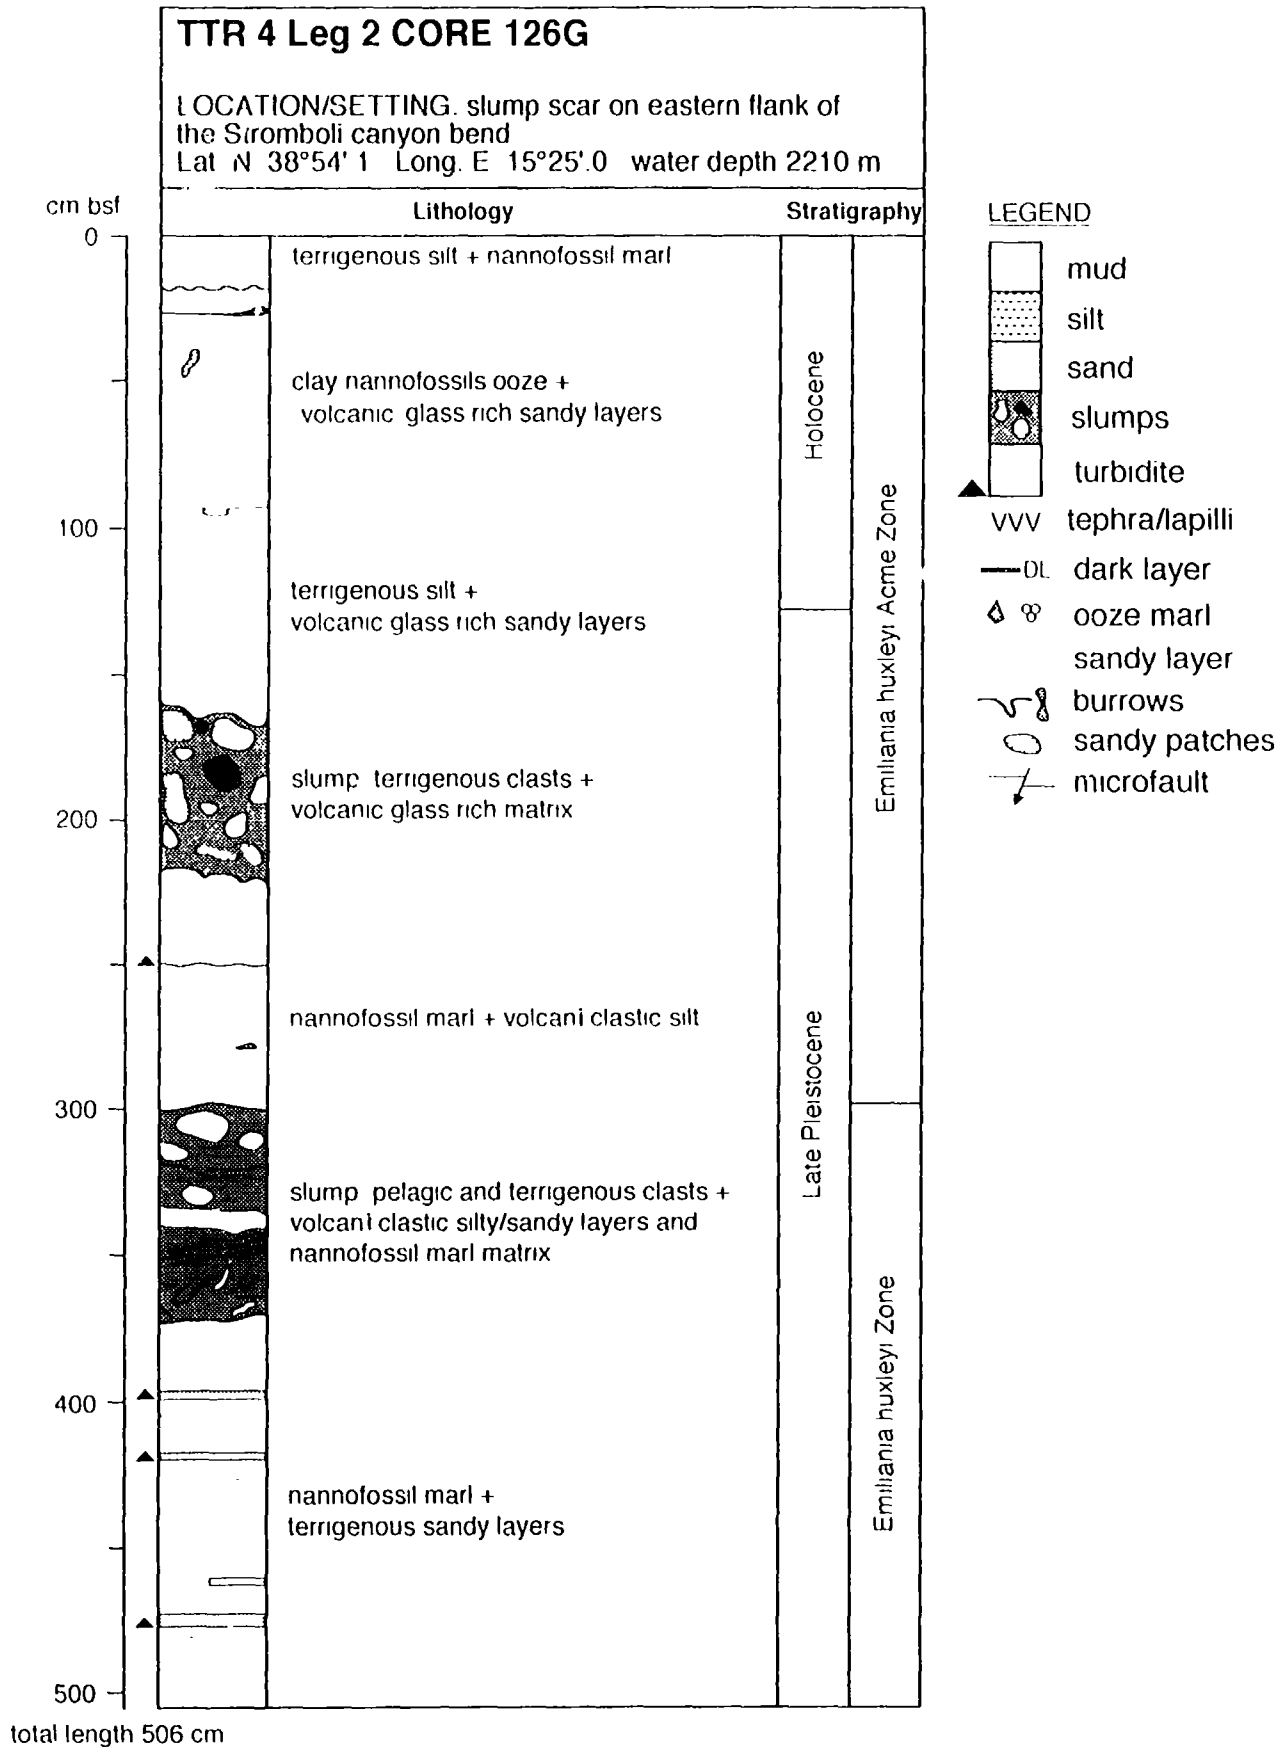 TTR 4 Leg 2 CORE 126G
LOCATION/SETTING. slump scar on eastern flank of
the Stromboli canyon bend
Lat N 38°54' 1 Long. E 15°25'.0 water depth 2210 m
cm bsf
Lithology
Stratigraphy
0
100
200
300
400
500
terrigenous silt + nannofossil marl
clay nannofossils ooze +
volcanic glass rich sandy layers
terrigenous silt +
volcanic glass rich sandy layers
slump terrigenous clasts +
volcanic glass rich matrix
nannofossil marl + volcani clastic silt
slump pelagic and terrigenous clasts +
volcani clastic silty/sandy layers and
nannofossil marl matrix
nannofossil marl +
terrigenous sandy layers
Holocene
Late Pleistocene
Emiliania huxleyi Acme Zone
Emiliania huxleyi Zone
total length 506 cm
LEGEND
mud
silt
sand
slumps
turbidite
VVV tephra/lapilli
DL dark layer
ooze marl
sandy layer
burrows
sandy patches
microfault